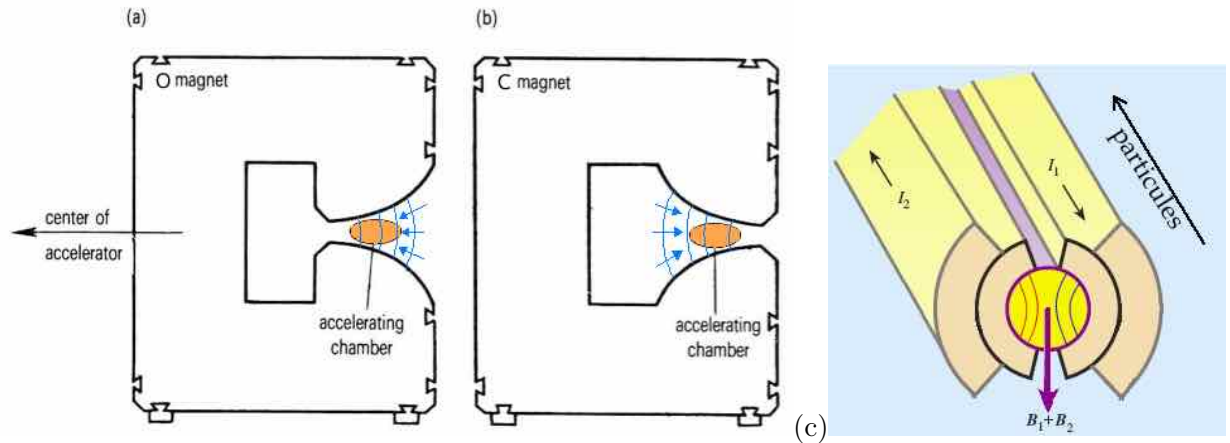 (a)
O magnet
center of
accelerator
accelerating
chamber
(b)
C magnet
accelerating
chamber
(c)
particules
I₁
I₂
B₁+B₂